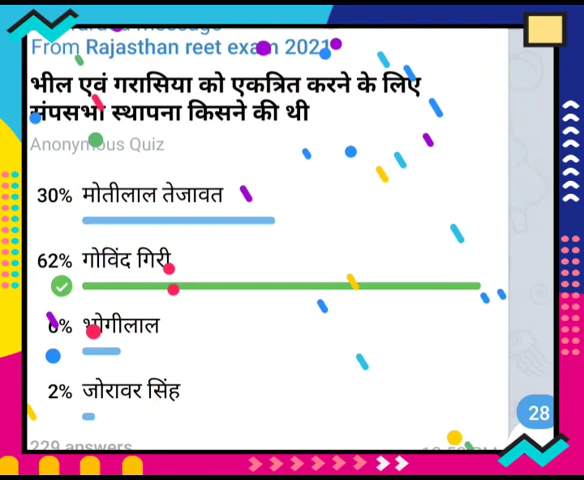 From Rajasthan reet exam 2021
भील एवं गरासिया को एकत्रित करने के लिए
संपसभा स्थापना किसने की थी
Anonymous Quiz
30% मोतीलाल तेजावत
62% गोविंद गिरी
6% भोगीलाल
2% जोरावर सिंह
28
229 answers